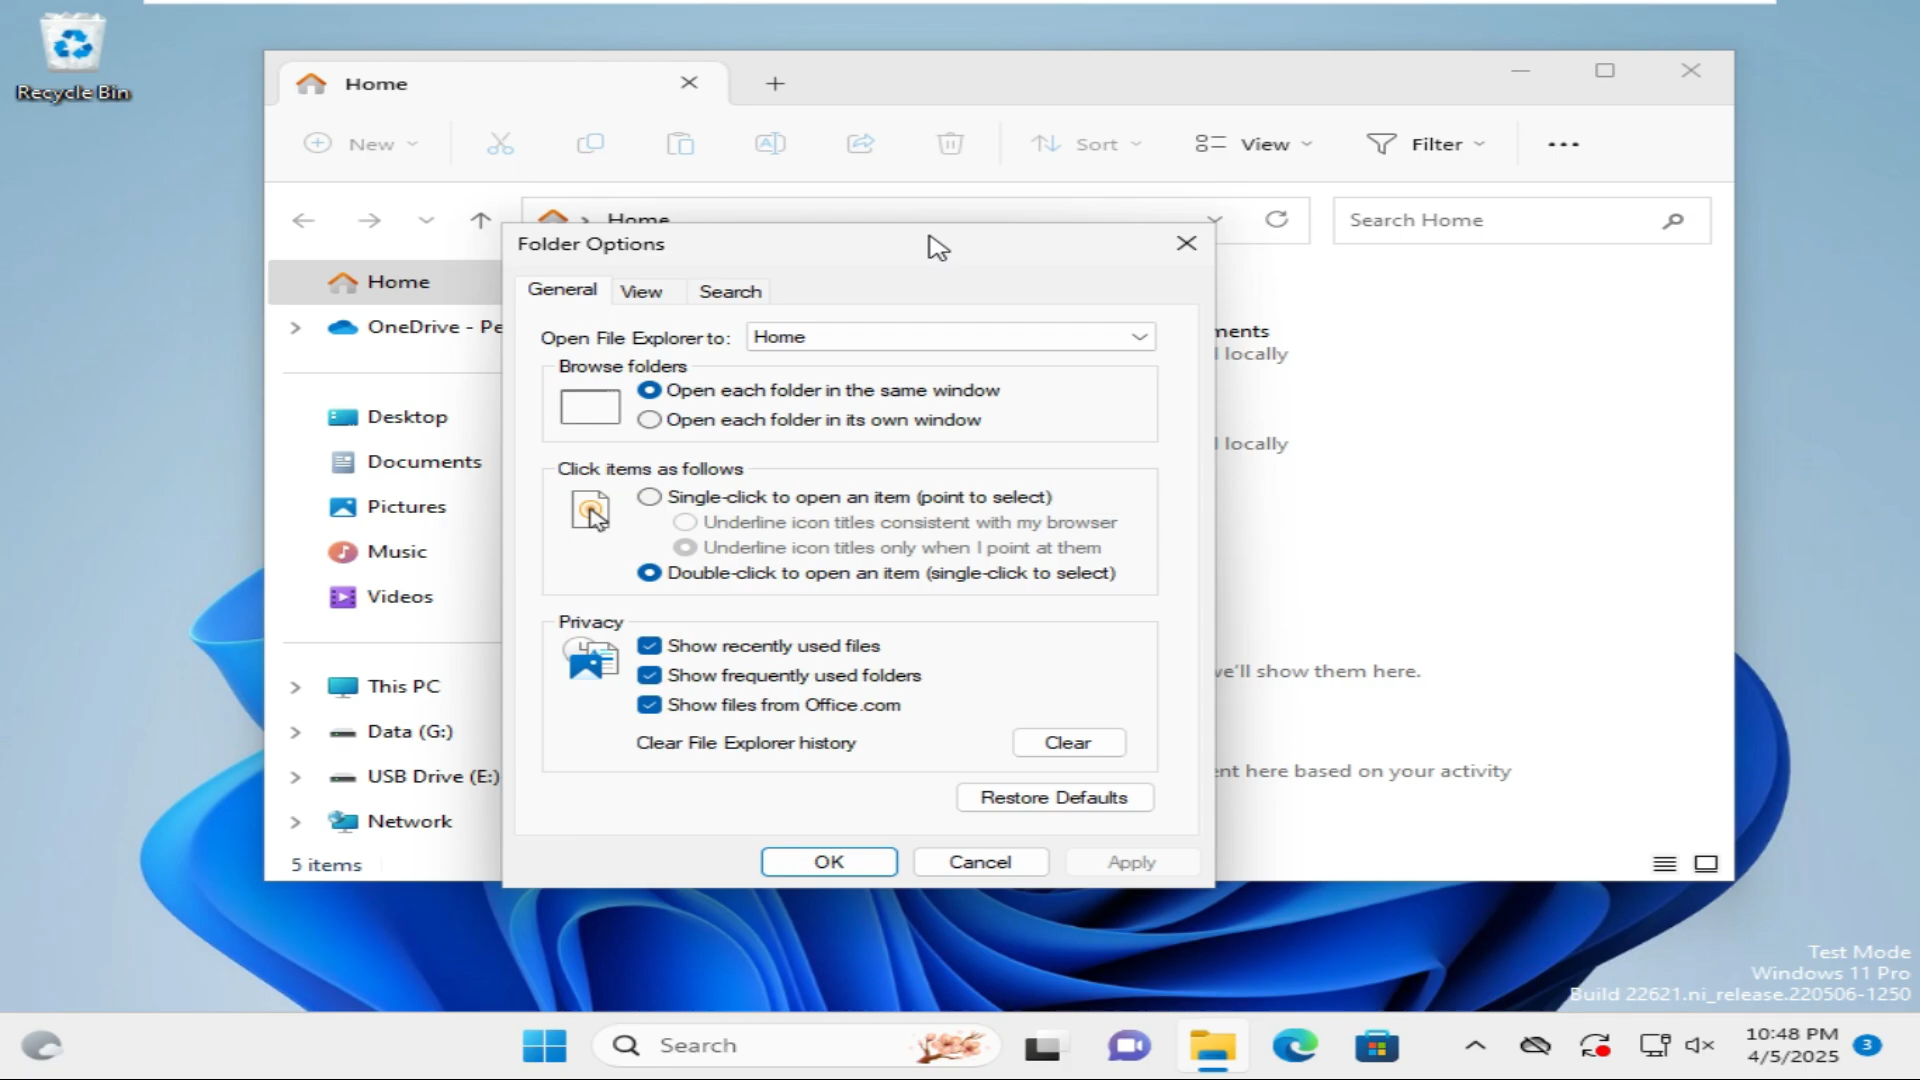 Recycle Bin
Home
New
Sort
View
Filter
Home
Search Home
Folder Options
Home
OneDrive - Pe
Desktop
Documents
Pictures
Music
Videos
This PC
Data (G:)
USB Drive (E:)
Network
5 items
General
View
Search
Open File Explorer to:
Home
Browse folders
Open each folder in the same window
Open each folder in its own window
Click items as follows
Single-click to open an item (point to select)
Underline icon titles consistent with my browser
Underline icon titles only when I point at them
Double-click to open an item (single-click to select)
Privacy
Show recently used files
Show frequently used folders
Show files from Office.com
Clear File Explorer history
Clear
Restore Defaults
OK
Cancel
Apply
ments
l locally
l locally
we'll show them here.
ent here based on your activity
Test Mode
Windows 11 Pro
Build 22621.ni_release.220506-1250
Search
10:48 PM
4/5/2025
3